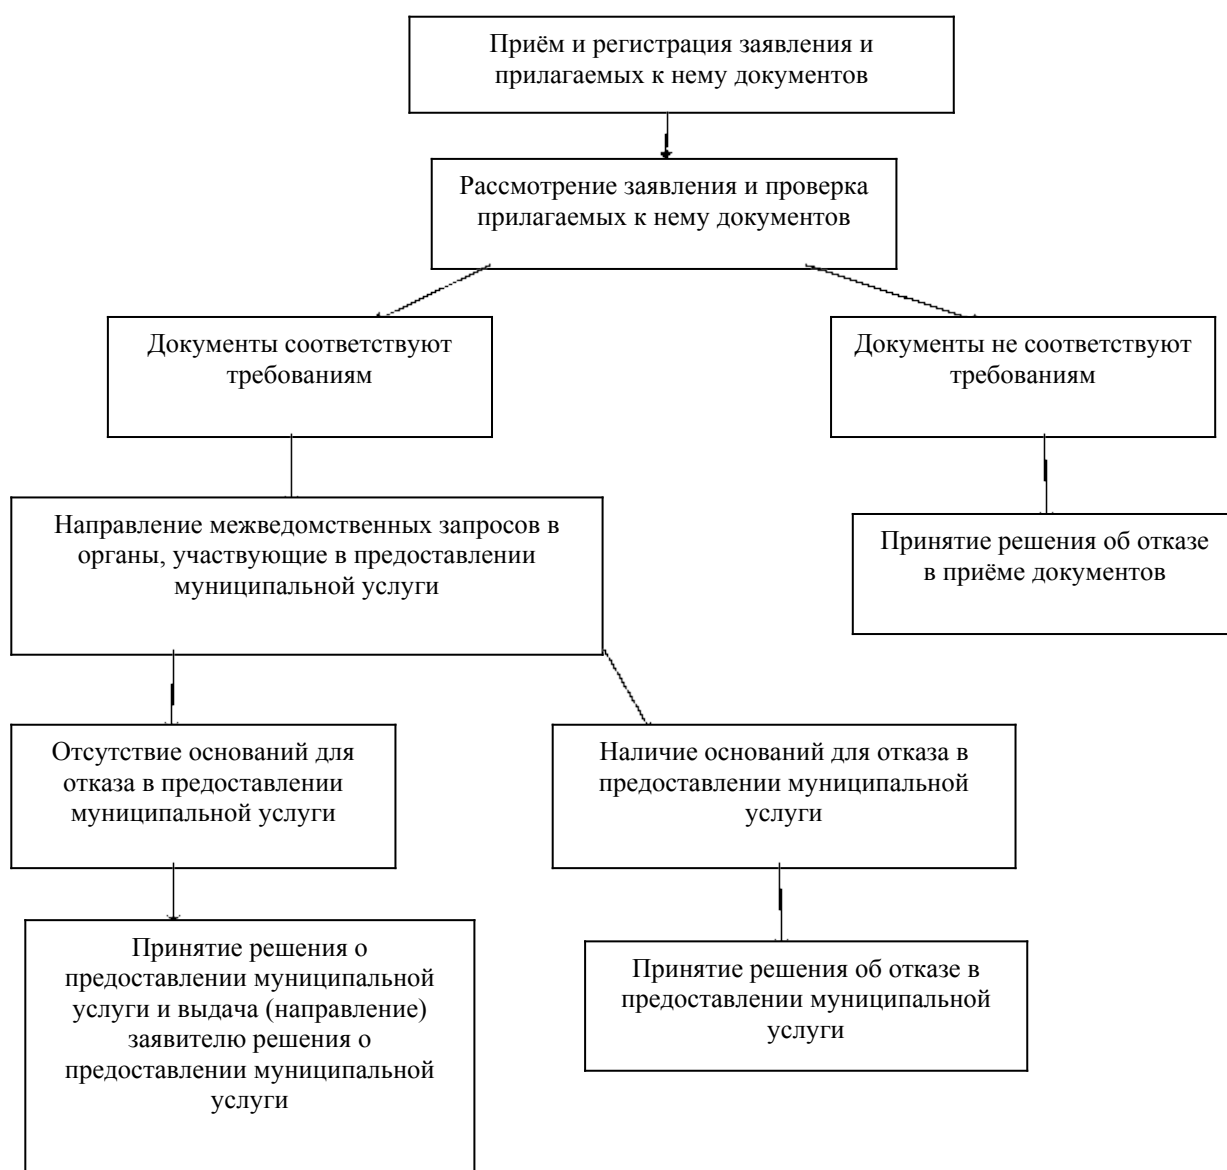 Приём и регистрация заявления и
прилагаемых к нему документов
Рассмотрение заявления и проверка
прилагаемых к нему документов
Документы соответствуют
требованиям
Документы не соответствуют
требованиям
Направление межведомственных запросов в
органы, участвующие в предоставлении
муниципальной услуги
Принятие решения об отказе
в приёме документов
Отсутствие оснований для
отказа в предоставлении
муниципальной услуги
Наличие оснований для отказа в
предоставлении муниципальной
услуги
Принятие решения о
предоставлении муниципальной
услуги и выдача (направление)
заявителю решения о
предоставлении муниципальной
услуги
Принятие решения об отказе в
предоставлении муниципальной
услуги